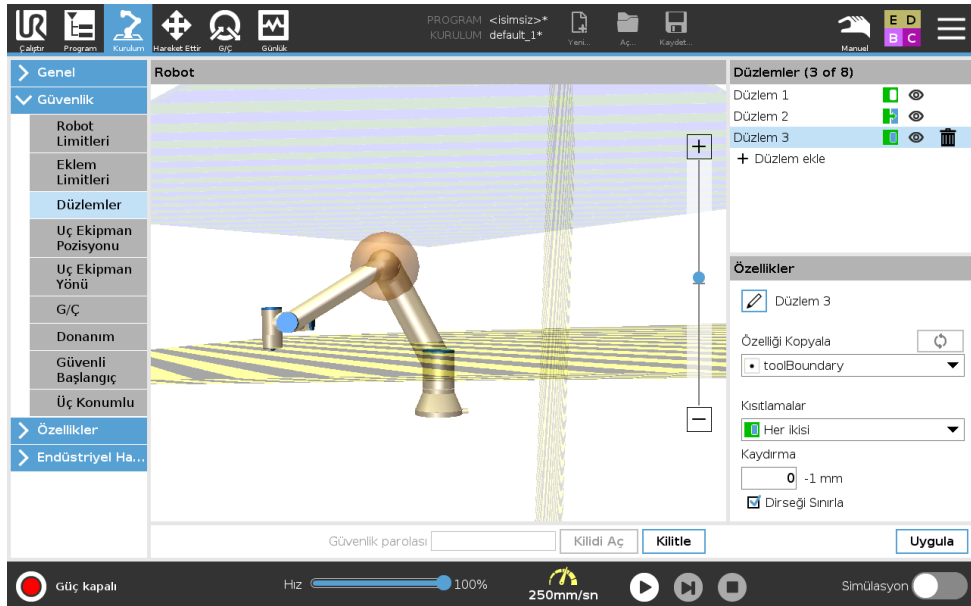 UR
PROGRAM <isimsiz>*
KURULUM default_1*
Çalıştır
Program
Kurulum
Hareket Ettir
G/Ç
Günlük
Yeni...
Aç...
Kaydet...
Manuel
E D
B C
Genel
Güvenlik
Robot
Limitleri
Eklem
Limitleri
Düzlemler
Uç Ekipman
Pozisyonu
Uç Ekipman
Yönü
G/Ç
Donanım
Güvenli
Başlangıç
Üç Konumlu
Özellikler
Endüstriyel Ha...
Robot
Düzlemler (3 of 8)
Düzlem 1
Düzlem 2
Düzlem 3
+ Düzlem ekle
Özellikler
Düzlem 3
Özelliği Kopyala
toolBoundary
Kısıtlamalar
Her ikisi
Kaydırma
0 -1 mm
Dirseği Sınırla
Güvenlik parolası
Kilidi Aç
Kilitle
Uygula
Güç kapalı
Hız
100%
250mm/sn
Simülasyon